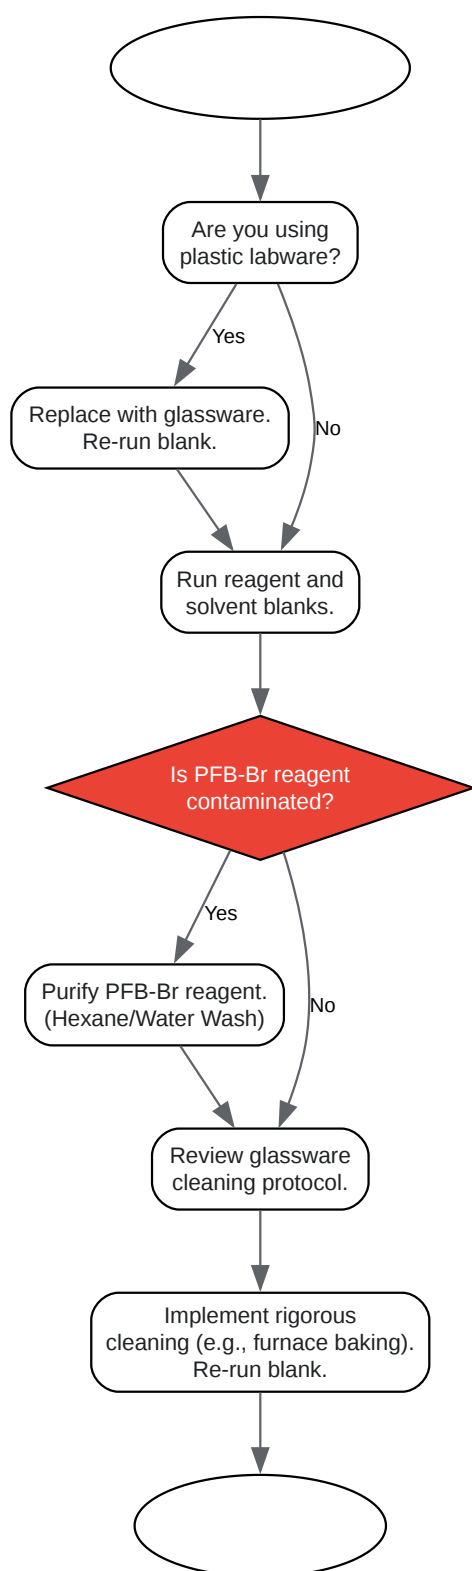 Are you using
plastic labware?
Yes
Replace with glassware.
Re-run blank.
No
Run reagent and
solvent blanks.
Is PFB-Br reagent
contaminated?
Yes
Purify PFB-Br reagent.
(Hexane/Water Wash)
No
Review glassware
cleaning protocol.
Implement rigorous
cleaning (e.g., furnace baking).
Re-run blank.